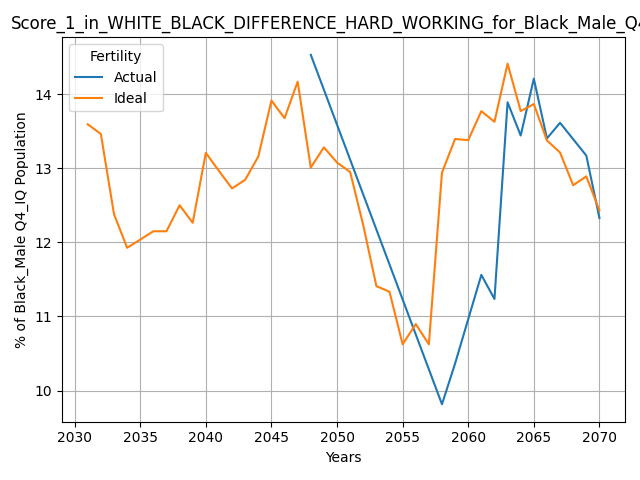 Score_1_in_WHITE_BLACK_DIFFERENCE_HARD_WORKING_for_Black_Male_Q4
Fertility
Actual
Ideal
14
13
12
11
10
% of Black_Male Q4_IQ Population
2030 2035 2040 2045 2050 2055 2060 2065 2070
Years